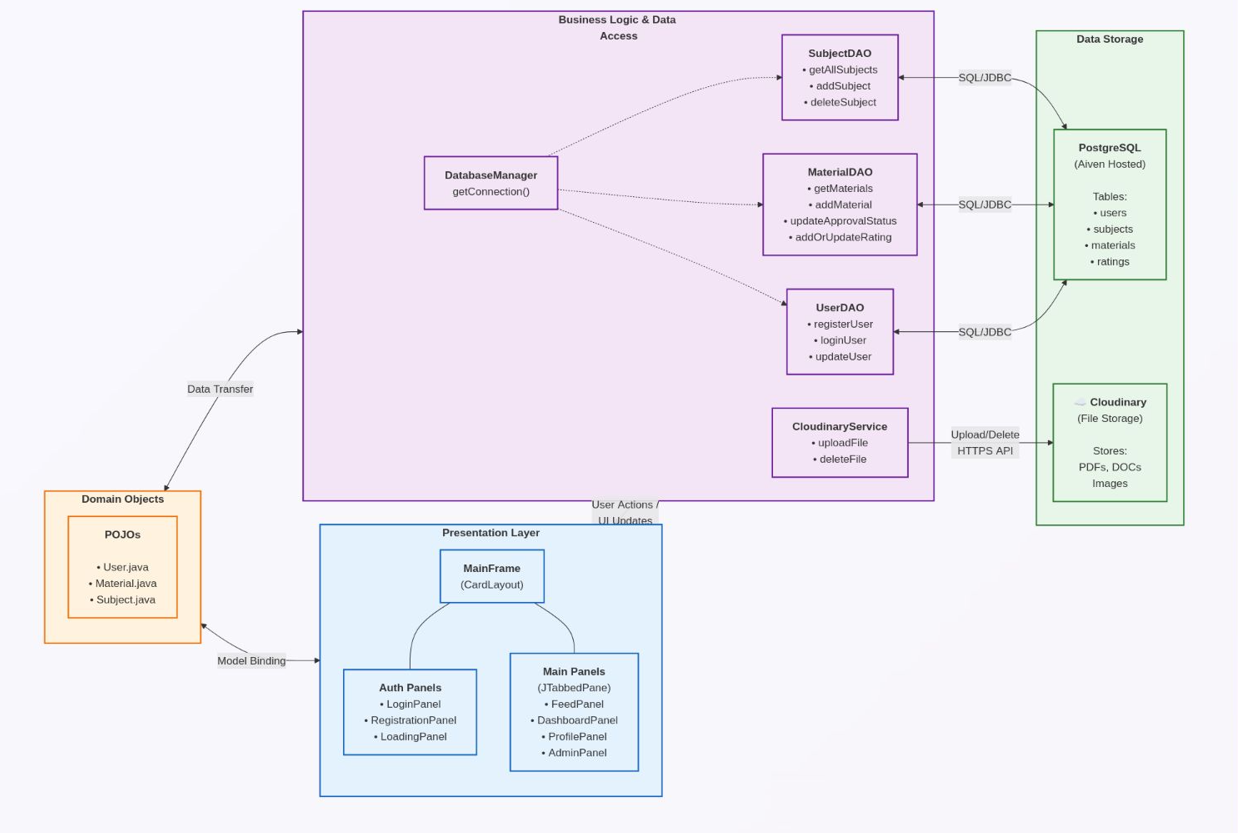 Business Logic & Data
Access
SubjectDAO
• getAllSubjects
• addSubject
• deleteSubject
SQL/JDBC
Data Storage
DatabaseManager
getConnection()
MaterialDAO
• getMaterials
• addMaterial
• updateApprovalStatus
• addOrUpdateRating
SQL/JDBC
PostgreSQL
(Aiven Hosted)
Tables:
• users
• subjects
• materials
• ratings
UserDAO
• registerUser
• loginUser
• updateUser
SQL/JDBC
CloudinaryService
• uploadFile
• deleteFile
Upload/Delete
HTTPS API
☁️ Cloudinary
(File Storage)
Stores:
PDFs, DOCs
Images
Data Transfer
Domain Objects
POJOs
• User.java
• Material.java
• Subject.java
Model Binding
User Actions /
UI Updates
Presentation Layer
MainFrame
(CardLayout)
Auth Panels
• LoginPanel
• RegistrationPanel
• LoadingPanel
Main Panels
(JTabbedPane)
• FeedPanel
• DashboardPanel
• ProfilePanel
• AdminPanel